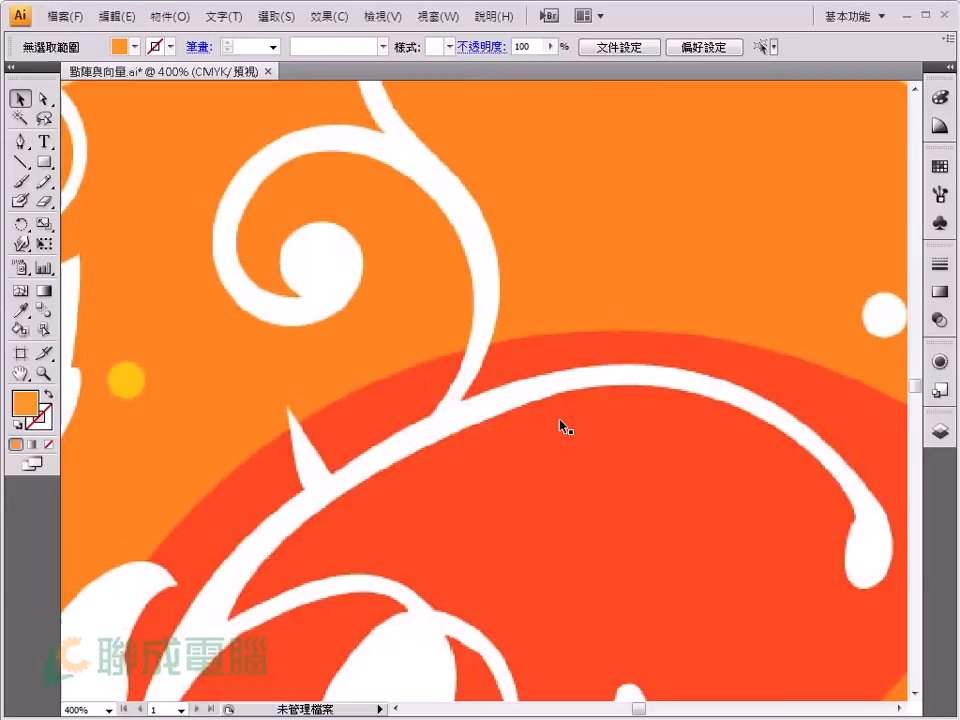 Ai 檔案(F) 編輯(E) 物件(O) 文字(T) 選取(S) 效果(C) 檢視(V) 視窗(W) 說明(H) Br 基本功能
無選取範圍 筆畫: 樣式: 不透明度: 100 % 文件設定 偏好設定
點陣與向量.ai* @ 400% (CMYK/預視)
聯成電腦
400% 1 未管理檔案